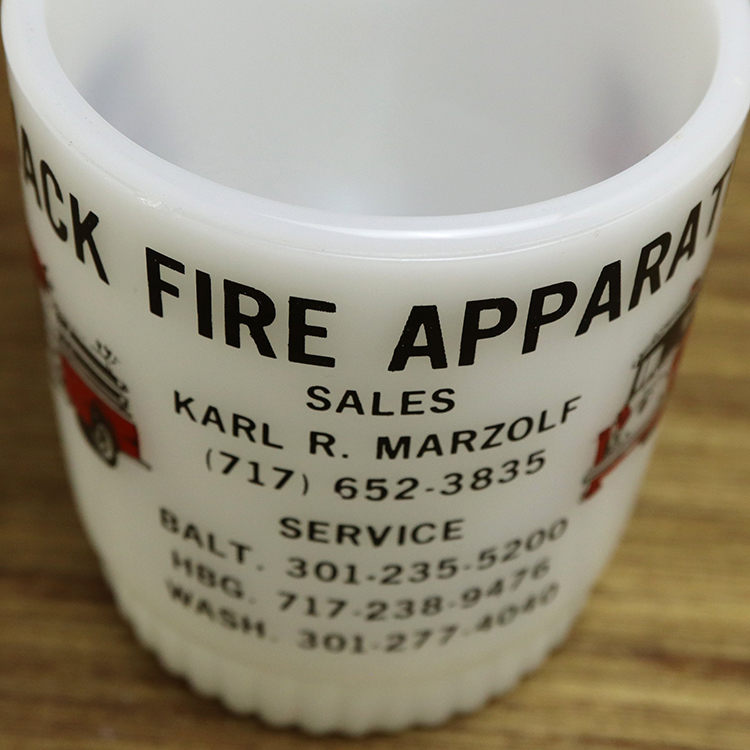 ACK FIRE APPARAT
SALES
KARL R. MARZOLF
(717) 652-3835
SERVICE
BALT. 301-235-5200
HBG. 717-238-9476
WASH. 301-277-4040